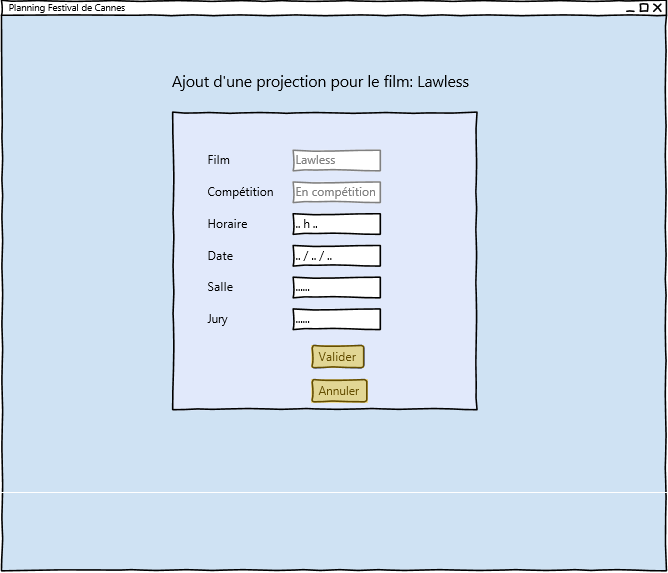 Planning Festival de Cannes
Ajout d'une projection pour le film: Lawless
Film Lawless
Compétition En compétition
Horaire .. h ..
Date .. / .. / ..
Salle ......
Jury ......
Valider
Annuler